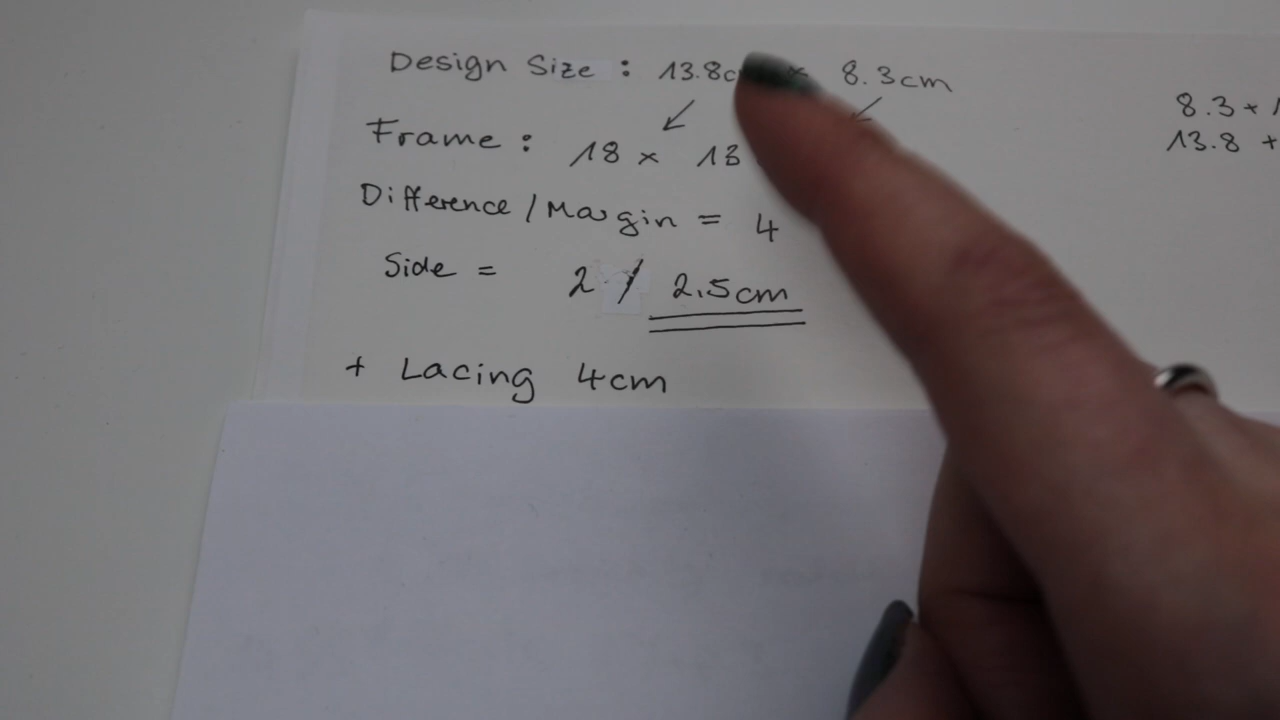 Design Size : 13.8c × 8.3cm
Frame : 18 × 13
Difference / Margin = 4
Side = 2 / 2.5cm
+ Lacing 4cm
8.3 +
13.8 +